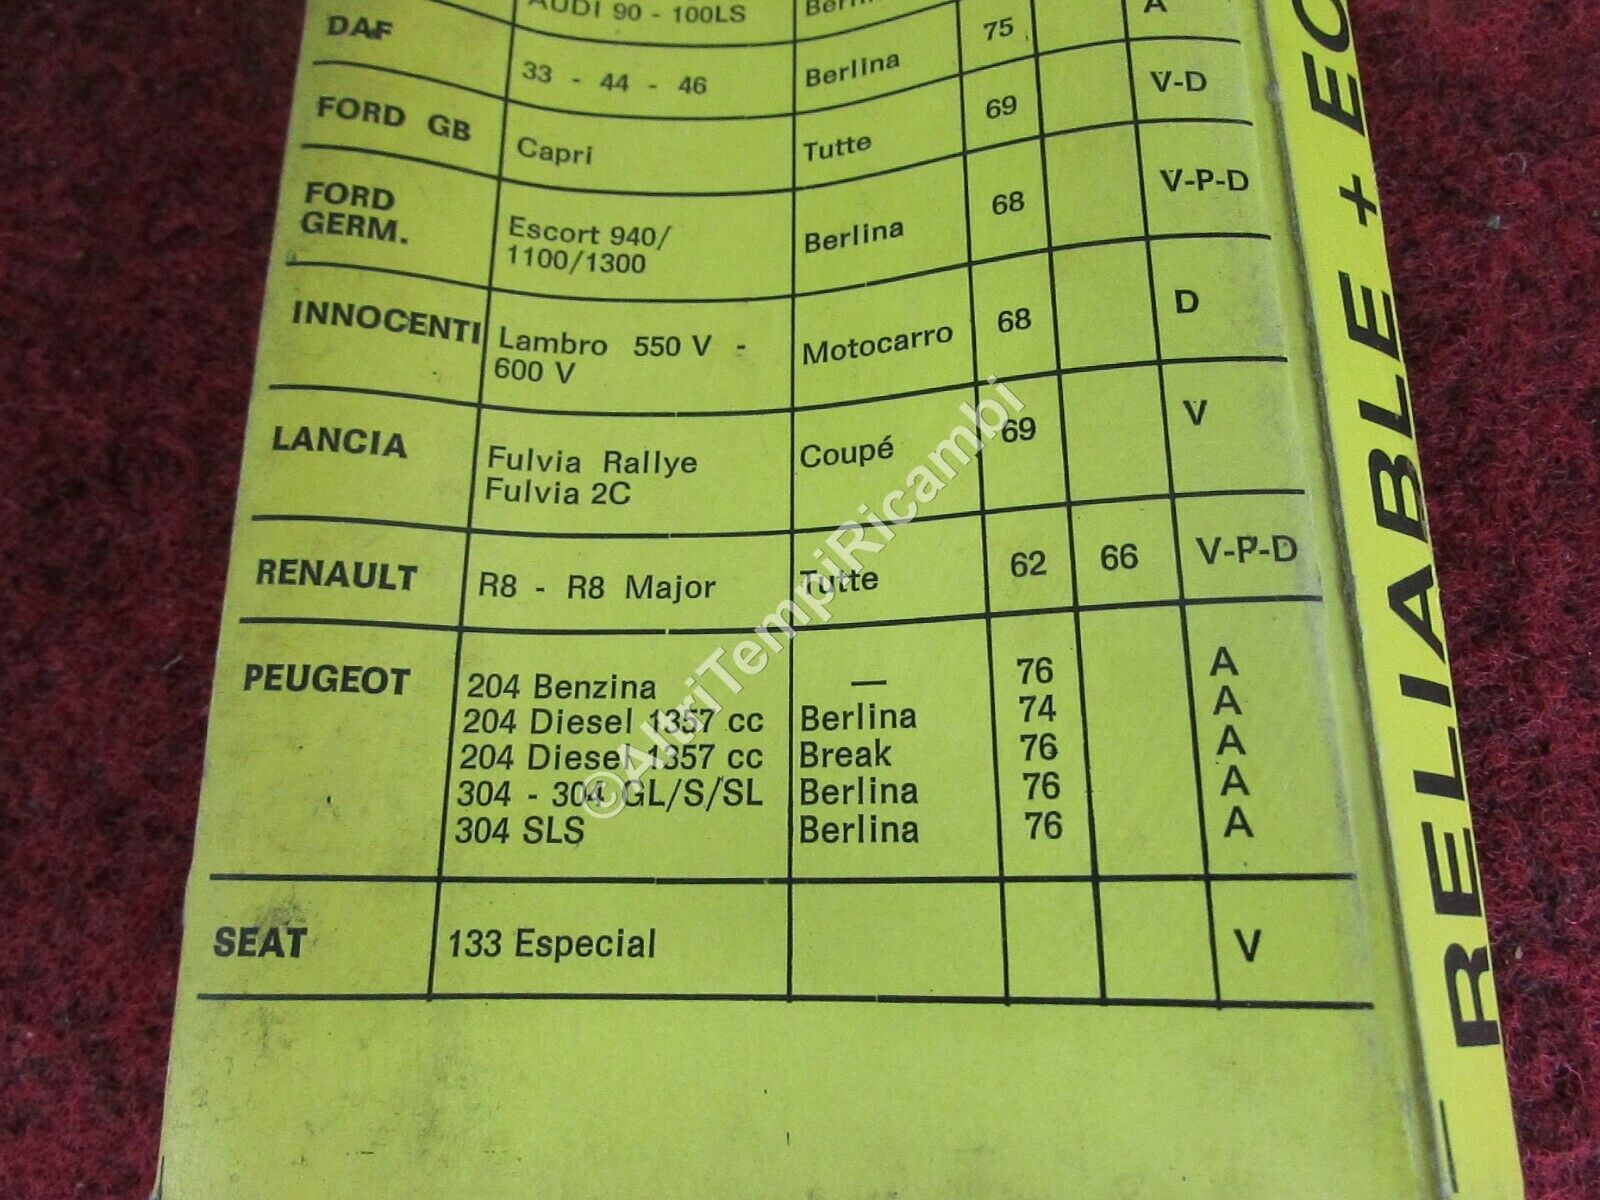 AUDI 90 - 100LS
DAF 33 - 44 - 46 Berlina 75 A
FORD GB Capri Tutte 69 V-D
FORD GERM. Escort 940/ Berlina 68 V-P-D
1100/1300
INNOCENTI Lambro 550 V - Motocarro 68 D
600 V
LANCIA Fulvia Rallye Coupé 69 V
Fulvia 2C
RENAULT R8 - R8 Major Tutte 62 66 V-P-D
PEUGEOT 204 Benzina — 76 A
204 Diesel 1357 cc Berlina 74 A
204 Diesel 1357 cc Break 76 A
304 - 304 GL/S/SL Berlina 76 A
304 SLS Berlina 76 A
SEAT 133 Especial V
RELIABLE +
©AltriTempiRicambi